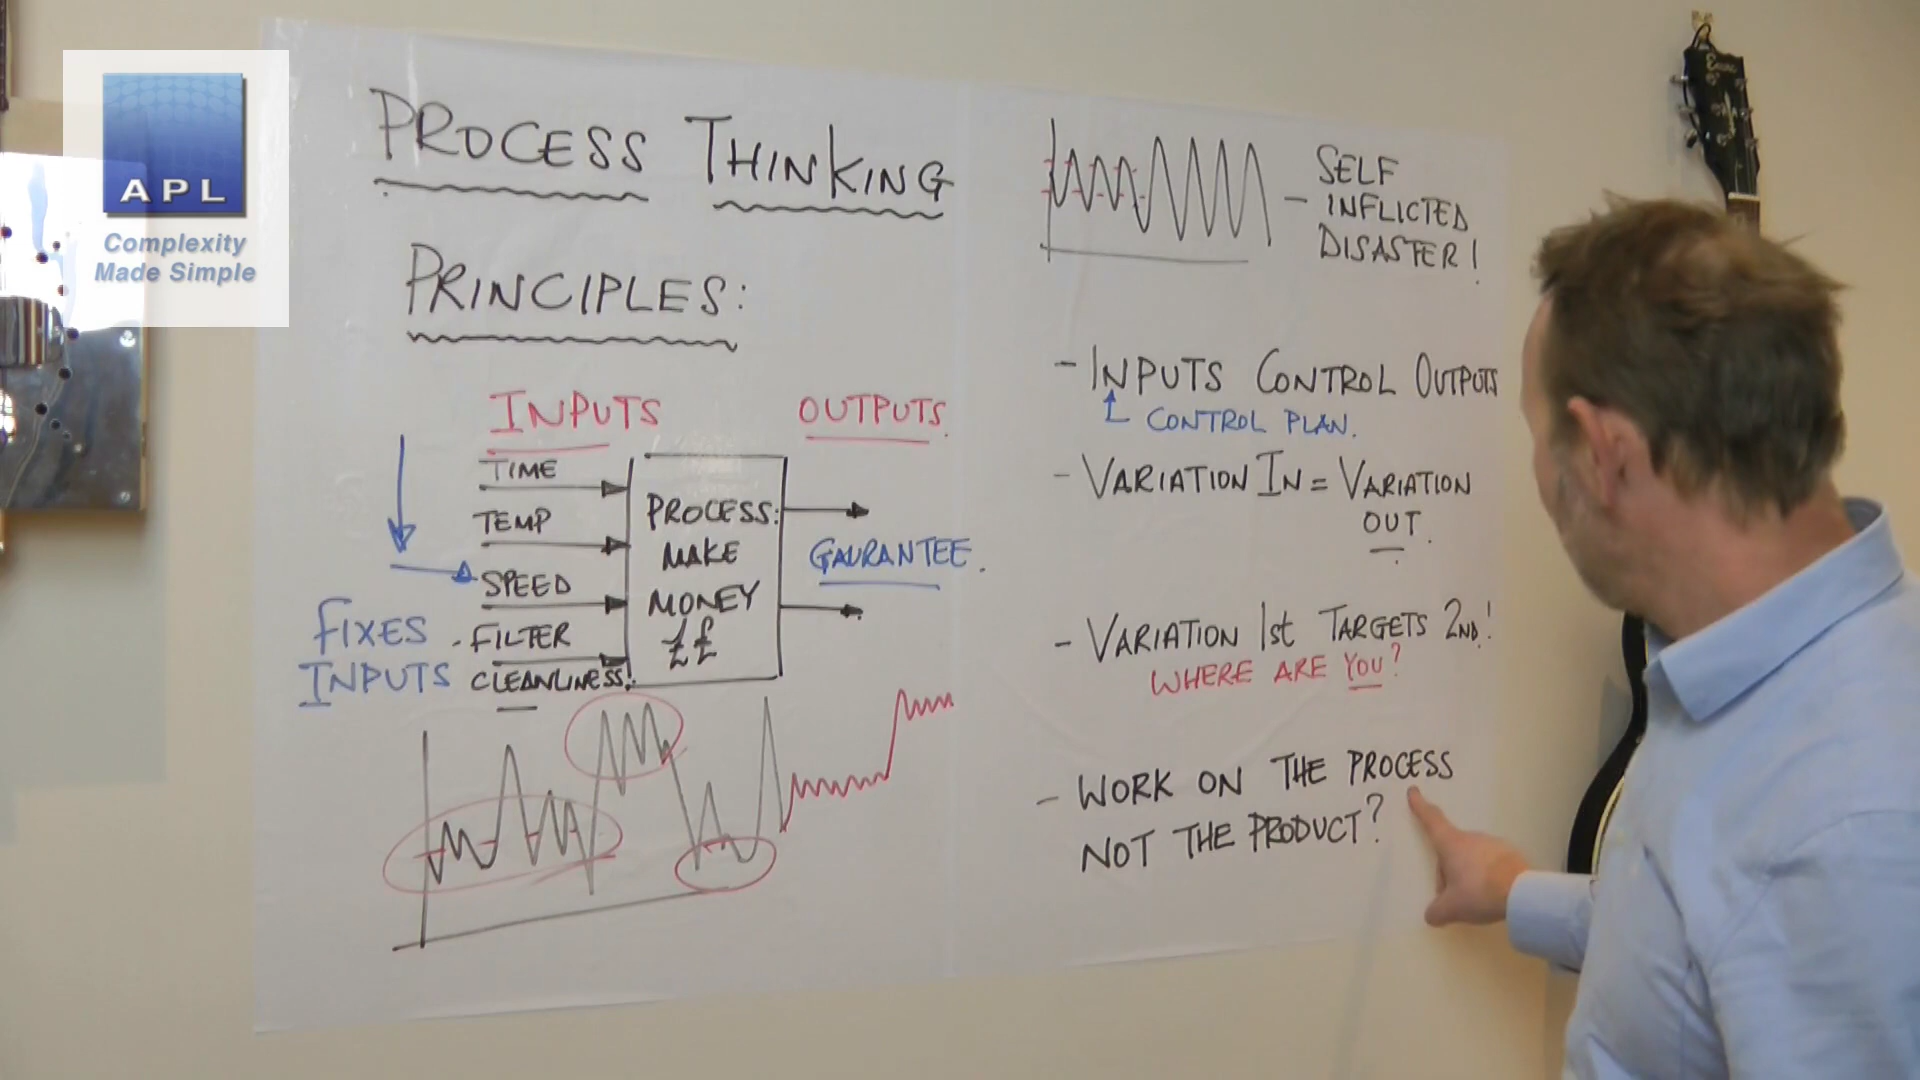 APL
Complexity
Made Simple
PROCESS THINKING
PRINCIPLES:
INPUTS
OUTPUTS.
TIME
TEMP
SPEED
FILTER
CLEANLINESS!
FIXES
INPUTS
PROCESS:
MAKE
MONEY
££
GAURANTEE.
- SELF
INFLICTED
DISASTER!
- INPUTS CONTROL OUTPUTS
CONTROL PLAN.
- VARIATION IN = VARIATION
OUT.
- VARIATION 1st TARGETS 2ND!
WHERE ARE YOU?
- WORK ON THE PROCESS
NOT THE PRODUCT?